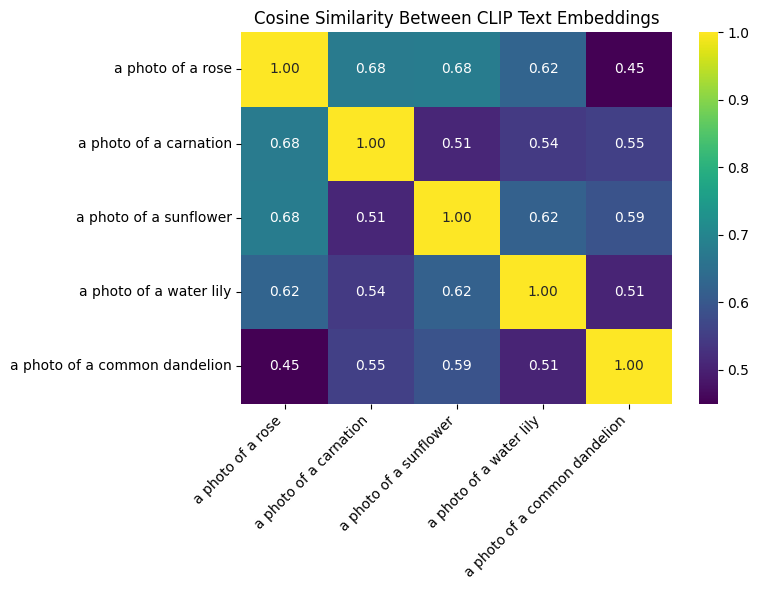 Cosine Similarity Between CLIP Text Embeddings
a photo of a rose
1.00 0.68 0.68 0.62 0.45
a photo of a carnation
0.68 1.00 0.51 0.54 0.55
a photo of a sunflower
0.68 0.51 1.00 0.62 0.59
a photo of a water lily
0.62 0.54 0.62 1.00 0.51
a photo of a common dandelion
0.45 0.55 0.59 0.51 1.00
a photo of a rose
a photo of a carnation
a photo of a sunflower
a photo of a water lily
a photo of a common dandelion
1.0
0.9
0.8
0.7
0.6
0.5